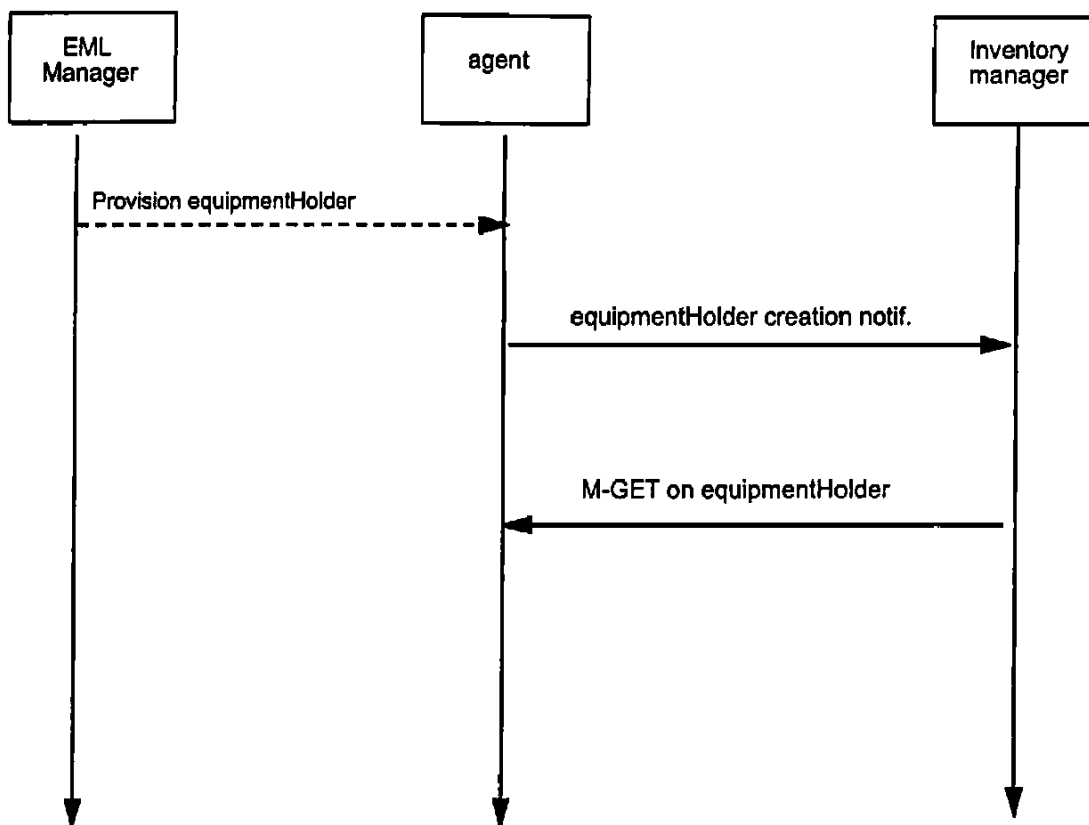 EML
Manager
agent
Inventory
manager
Provision equipmentHolder
equipmentHolder creation notif.
M-GET on equipmentHolder